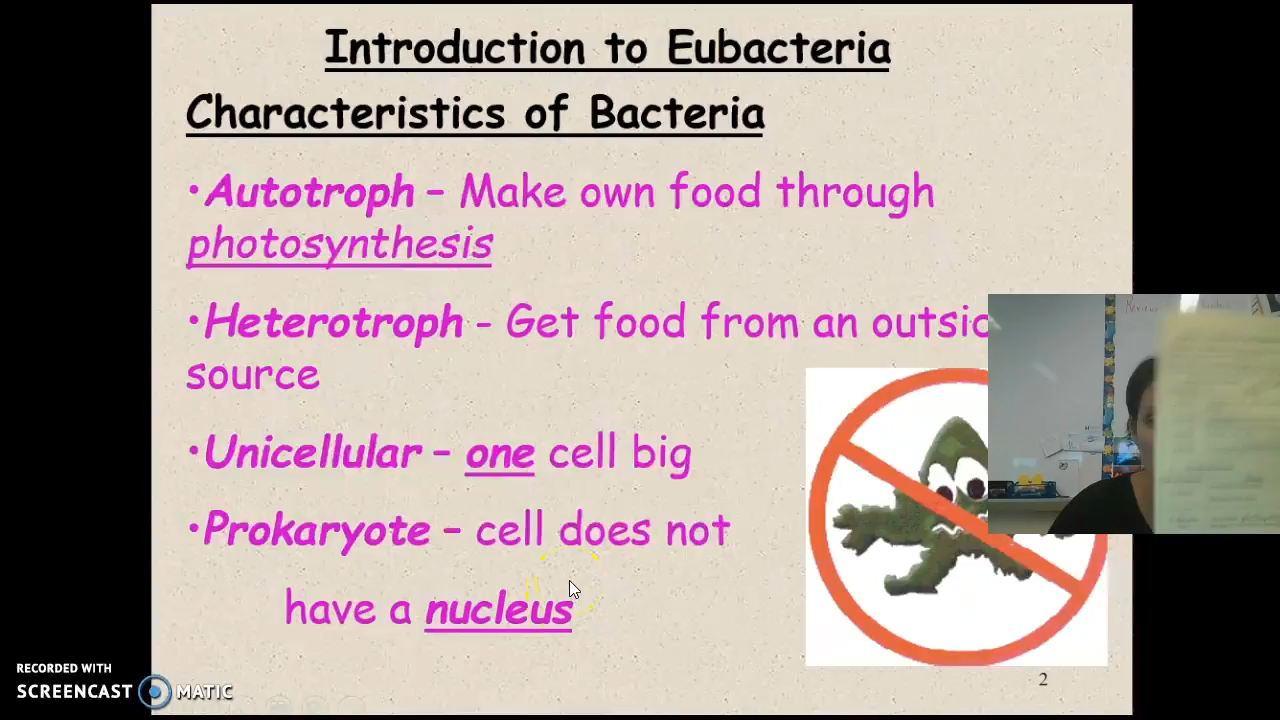 Introduction to Eubacteria
Characteristics of Bacteria
•Autotroph – Make own food through
photosynthesis
•Heterotroph - Get food from an outsid
source
•Unicellular – one cell big
•Prokaryote – cell does not
have a nucleus
2
RECORDED WITH
SCREENCAST MATIC